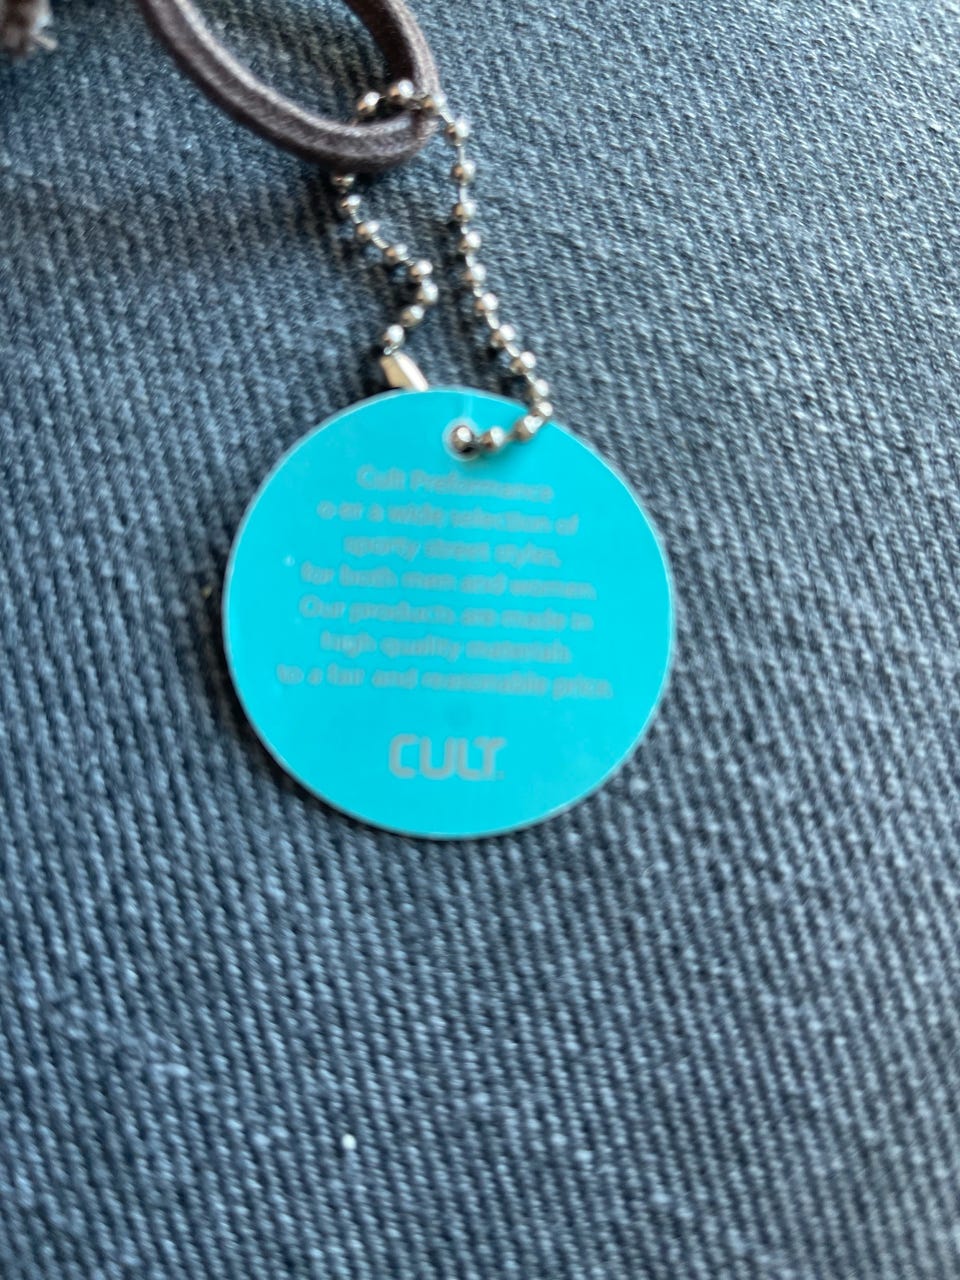 Cult Preformance
a wide selection of
sporty street styles,
for both men and women.
Our products are made in
high quality materials
to a fair and reasonable price.
CULT